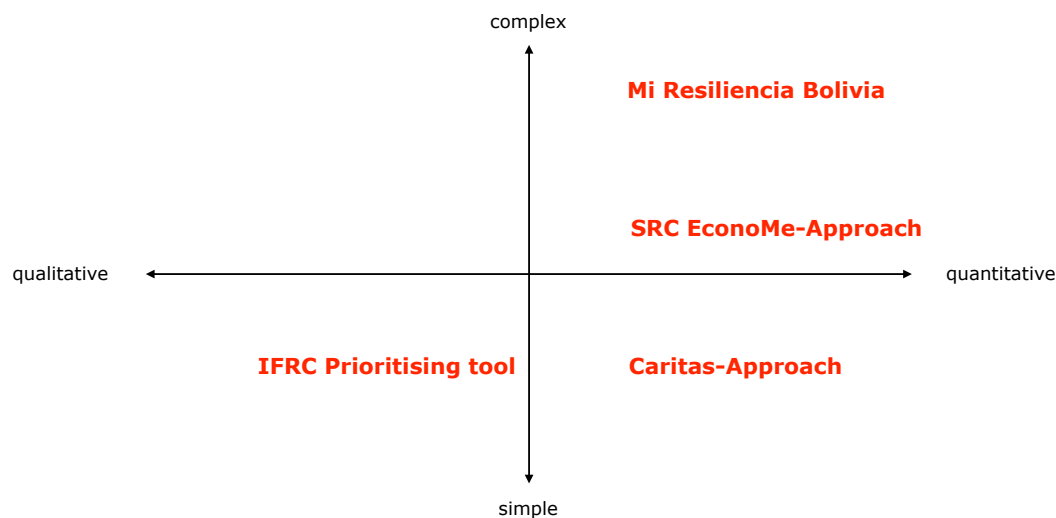 complex
Mi Resiliencia Bolivia
SRC EconoMe-Approach
qualitative
quantitative
IFRC Prioritising tool
Caritas-Approach
simple